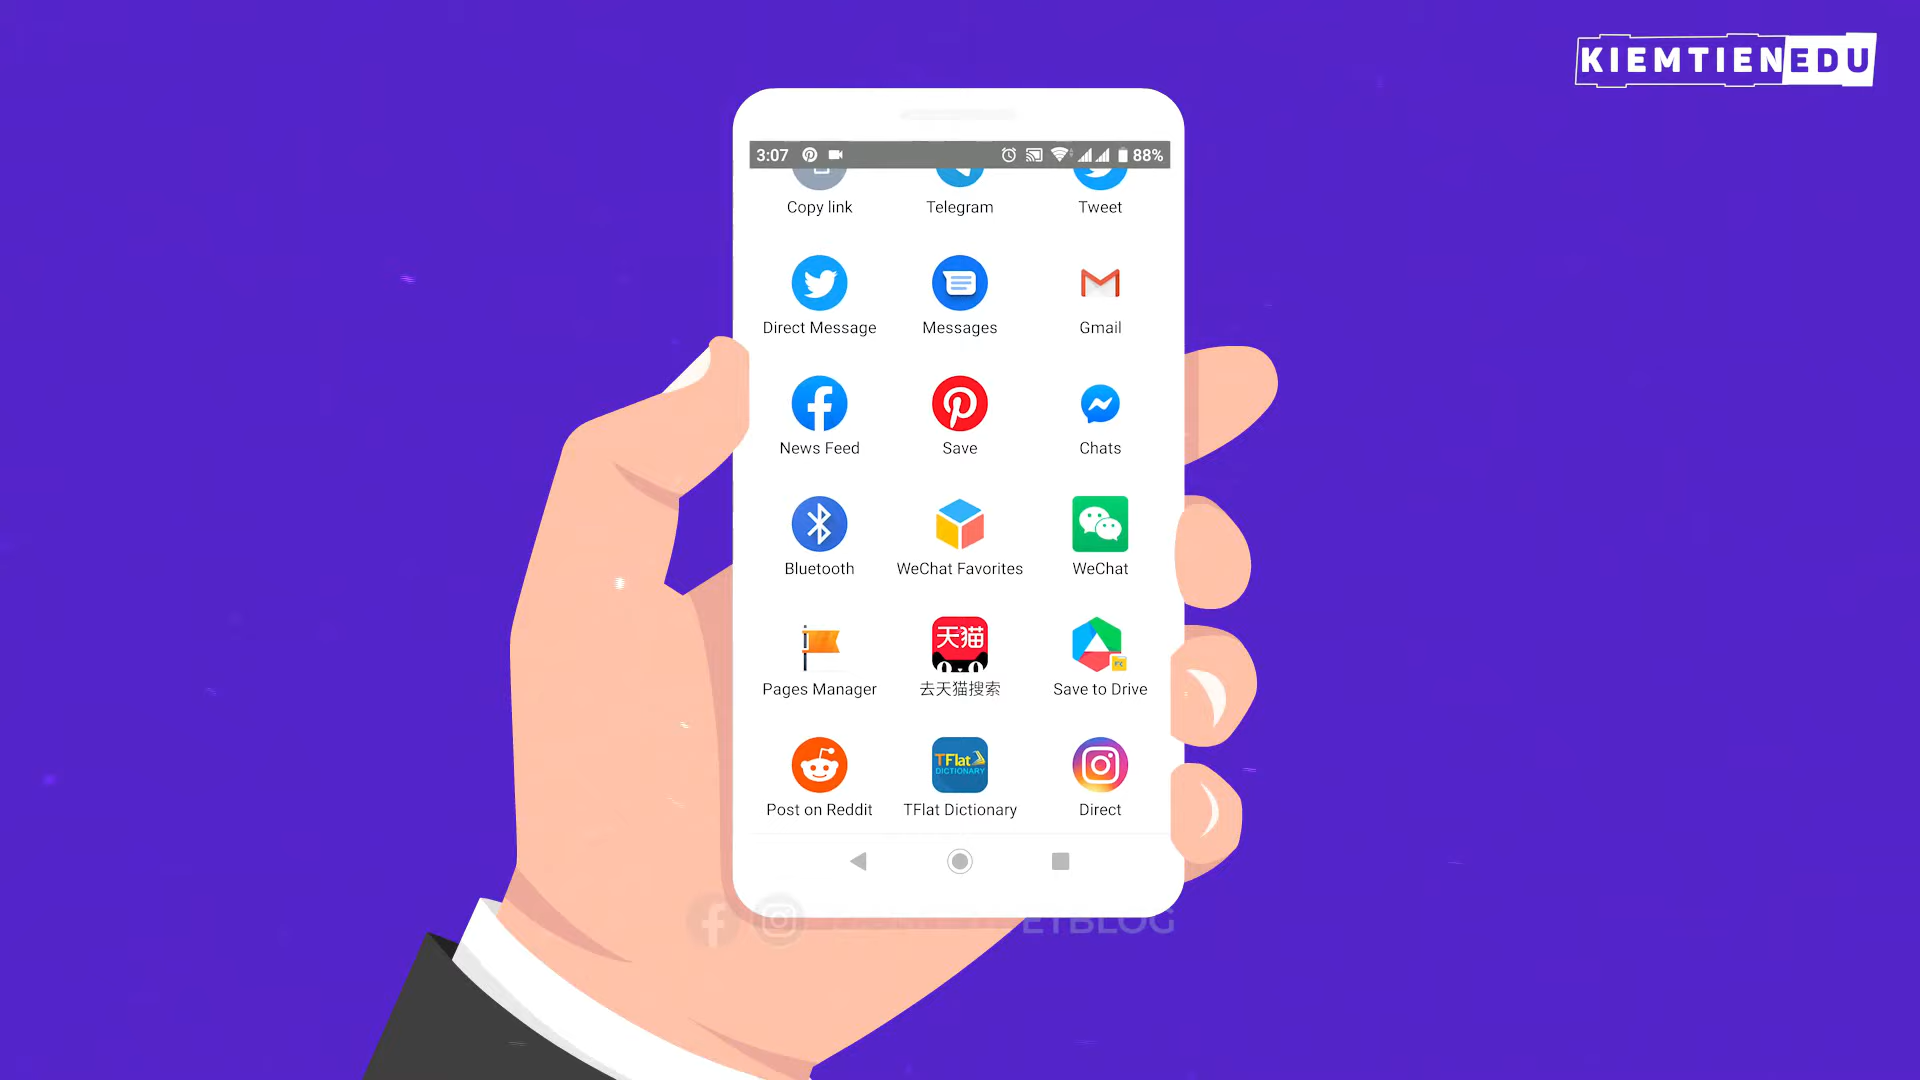 KIEMTIENEDU
3:07 88%
Copy link Telegram Tweet
Direct Message Messages Gmail
News Feed Save Chats
Bluetooth WeChat Favorites WeChat
天猫
Pages Manager 去天猫搜索 Save to Drive
TFlat
DICTIONARY
Post on Reddit TFlat Dictionary Direct
ETBLOG